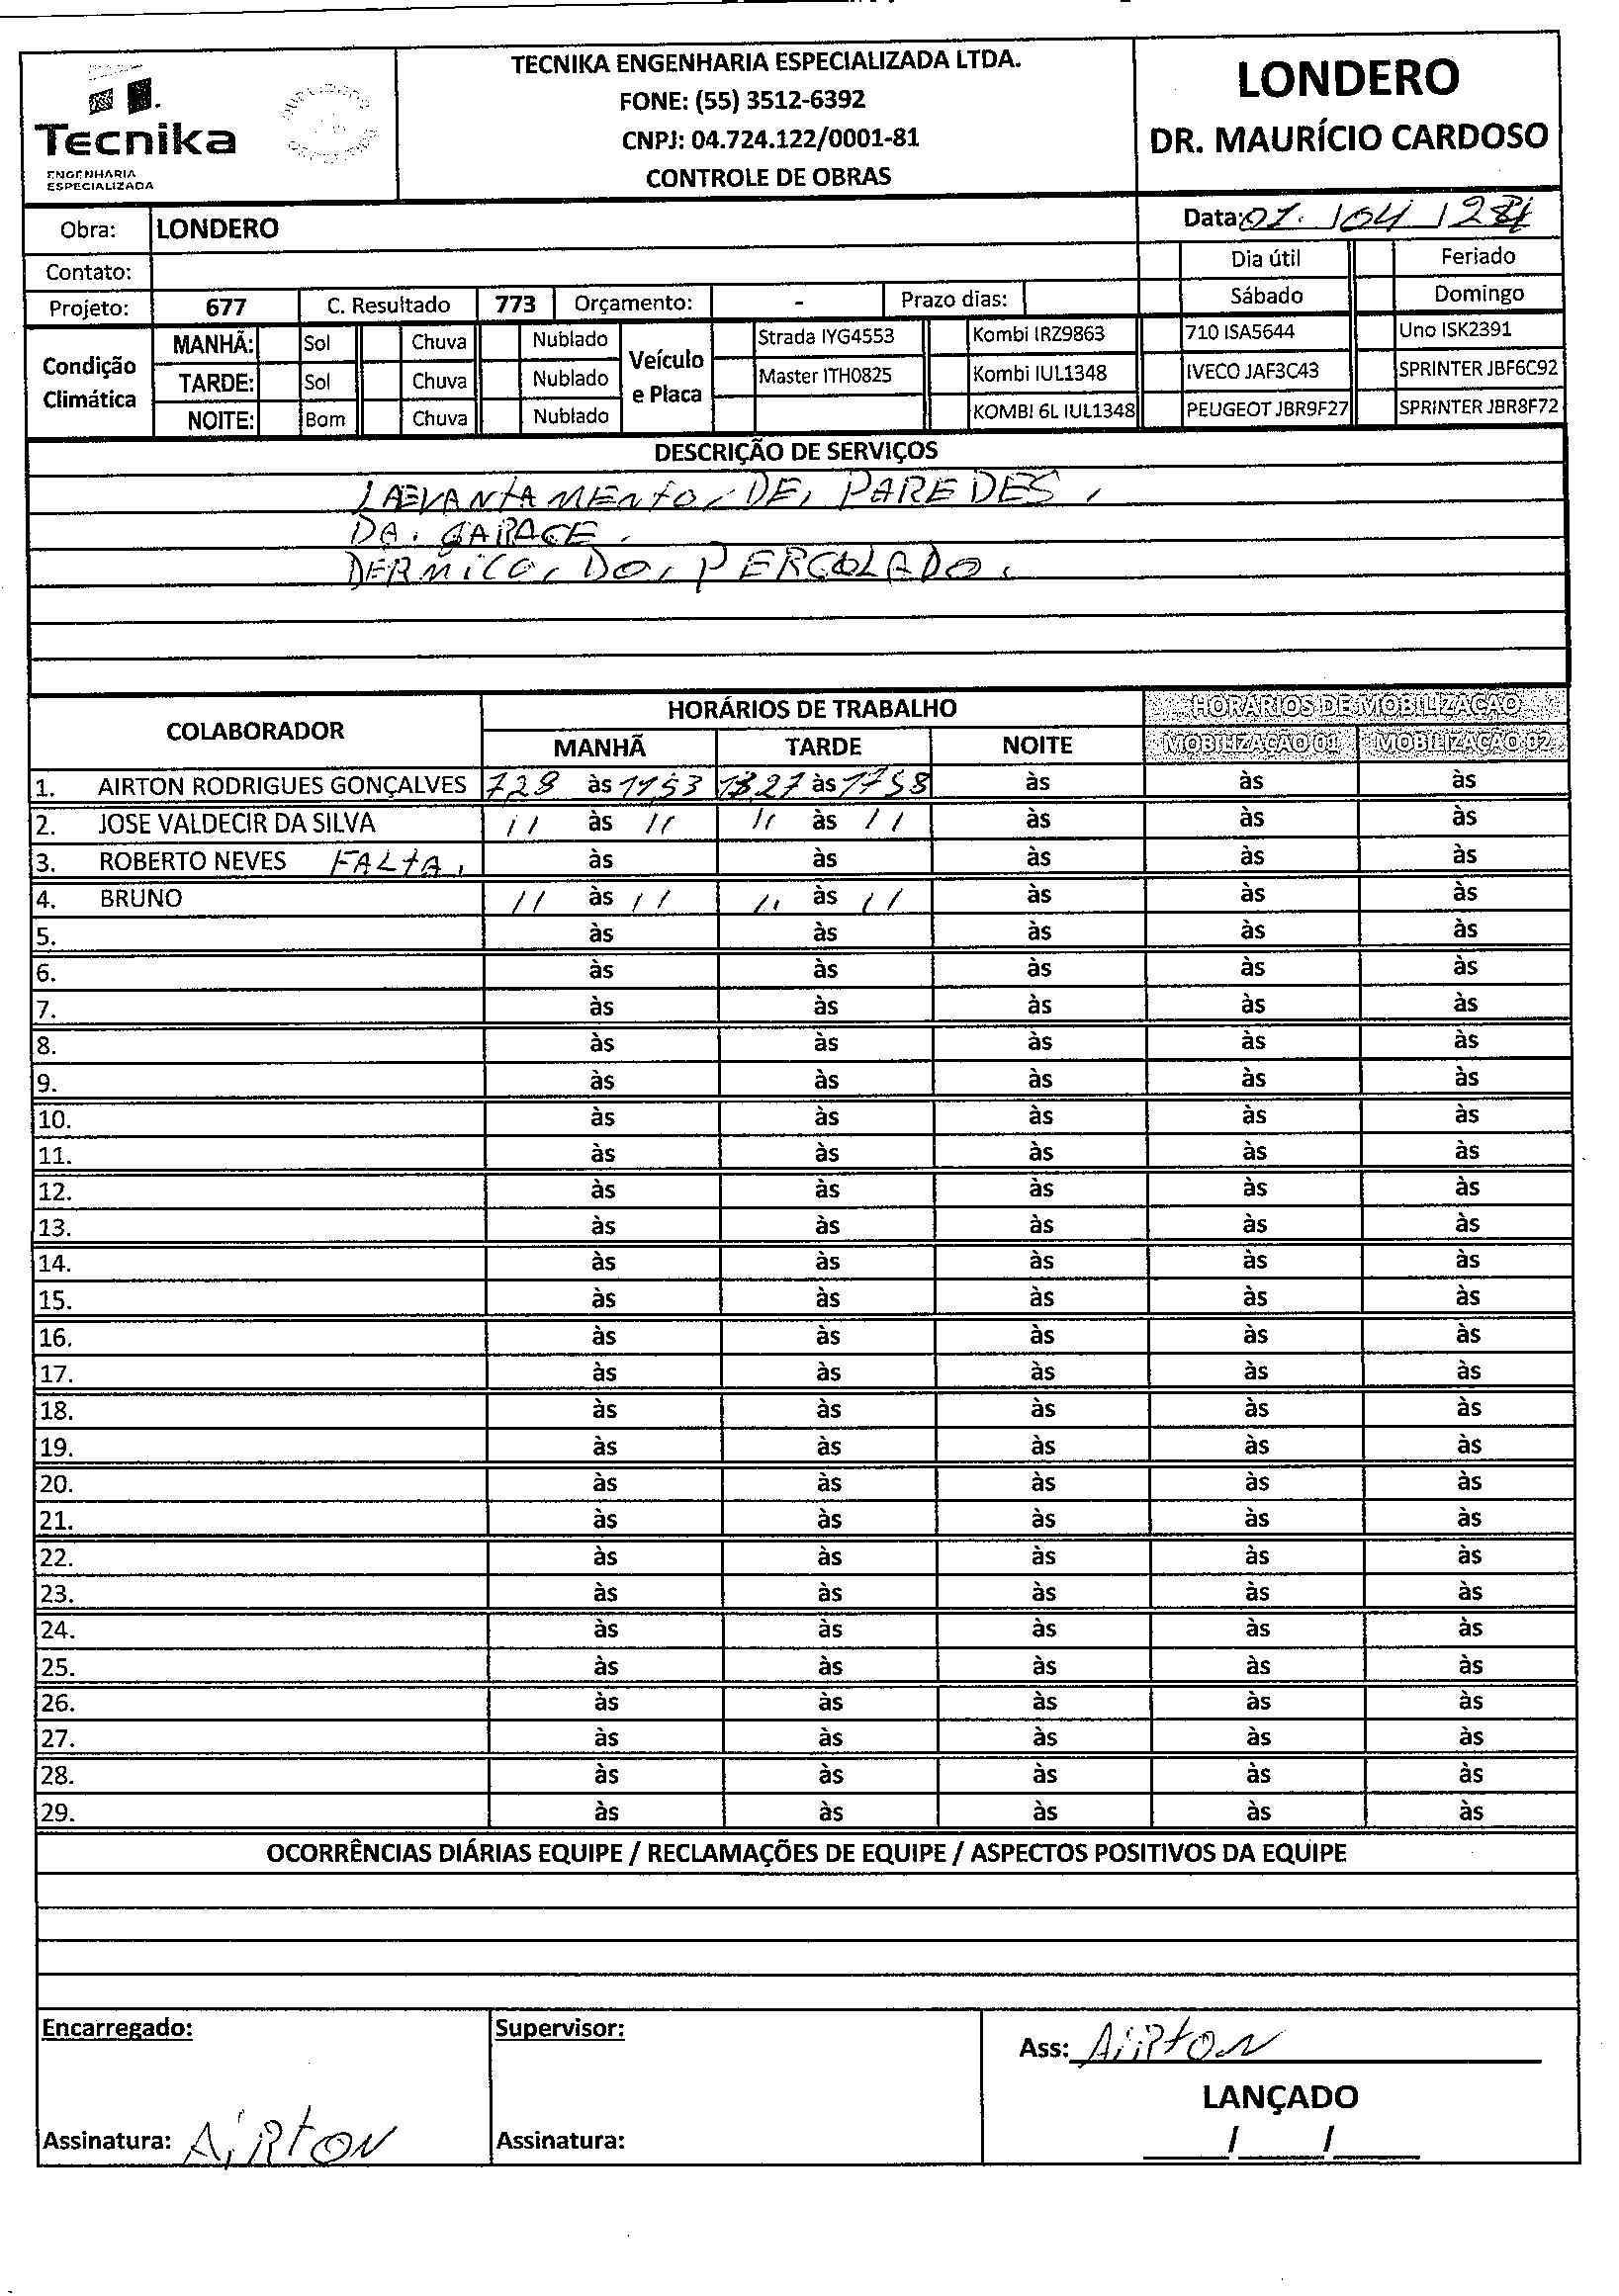 TECNIKA ENGENHARIA ESPECIALIZADA LTDA.
FONE: (55) 3512-6392
CNPJ: 04.724.122/0001-81
CONTROLE DE OBRAS
Tecnika
ENGENHARIA
ESPECIALIZADA
LONDERO
DR. MAURÍCIO CARDOSO
Obra: LONDERO
Data: 01. / 04 /
Contato:
Dia útil Feriado
Projeto: 677 C. Resultado 773 Orçamento: - Prazo dias: Sábado Domingo
Condição Climática
MANHÃ: Sol Chuva Nublado
TARDE: Sol Chuva Nublado
NOITE: Bom Chuva Nublado
Veículo e Placa
Strada IYG4553 Kombi IRZ9863 710 ISA5644 Uno ISK2391
Master ITH0825 Kombi IUL1348 IVECO JAF3C43 SPRINTER JBF6C92
KOMBI 6L IUL1348 PEUGEOT JBR9F27 SPRINTER JBR8F72
DESCRIÇÃO DE SERVIÇOS
LAEVANTAMENTO, DE, PAREDES,
DA. GARAGE.
DO, PERGOLADO.
COLABORADOR
HORÁRIOS DE TRABALHO
HORÁRIOS DE MOBILIZAÇÃO
MANHÃ TARDE NOITE MOBILIZAÇÃO 01 MOBILIZAÇÃO 02
1. AIRTON RODRIGUES GONÇALVES 7,28 às 11,53 13,27 às 1758 às às às
2. JOSE VALDECIR DA SILVA 11 às 11 11 às 11 às às às
3. ROBERTO NEVES FALTA, às às às às às
4. BRUNO 11 às 11 11 às 11 às às às
5. às às às às às
6. às às às às às
7. às às às às às
8. às às às às às
9. às às às às às
10. às às às às às
11. às às às às às
12. às às às às às
13. às às às às às
14. às às às às às
15. às às às às às
16. às às às às às
17. às às às às às
18. às às às às às
19. às às às às às
20. às às às às às
21. às às às às às
22. às às às às às
23. às às às às às
24. às às às às às
25. às às às às às
26. às às às às às
27. às às às às às
28. às às às às às
29. às às às às às
OCORRÊNCIAS DIÁRIAS EQUIPE / RECLAMAÇÕES DE EQUIPE / ASPECTOS POSITIVOS DA EQUIPE
Encarregado:
Supervisor:
Ass: AIRTON
LANÇADO
Assinatura: AIRTON
Assinatura:
/ /